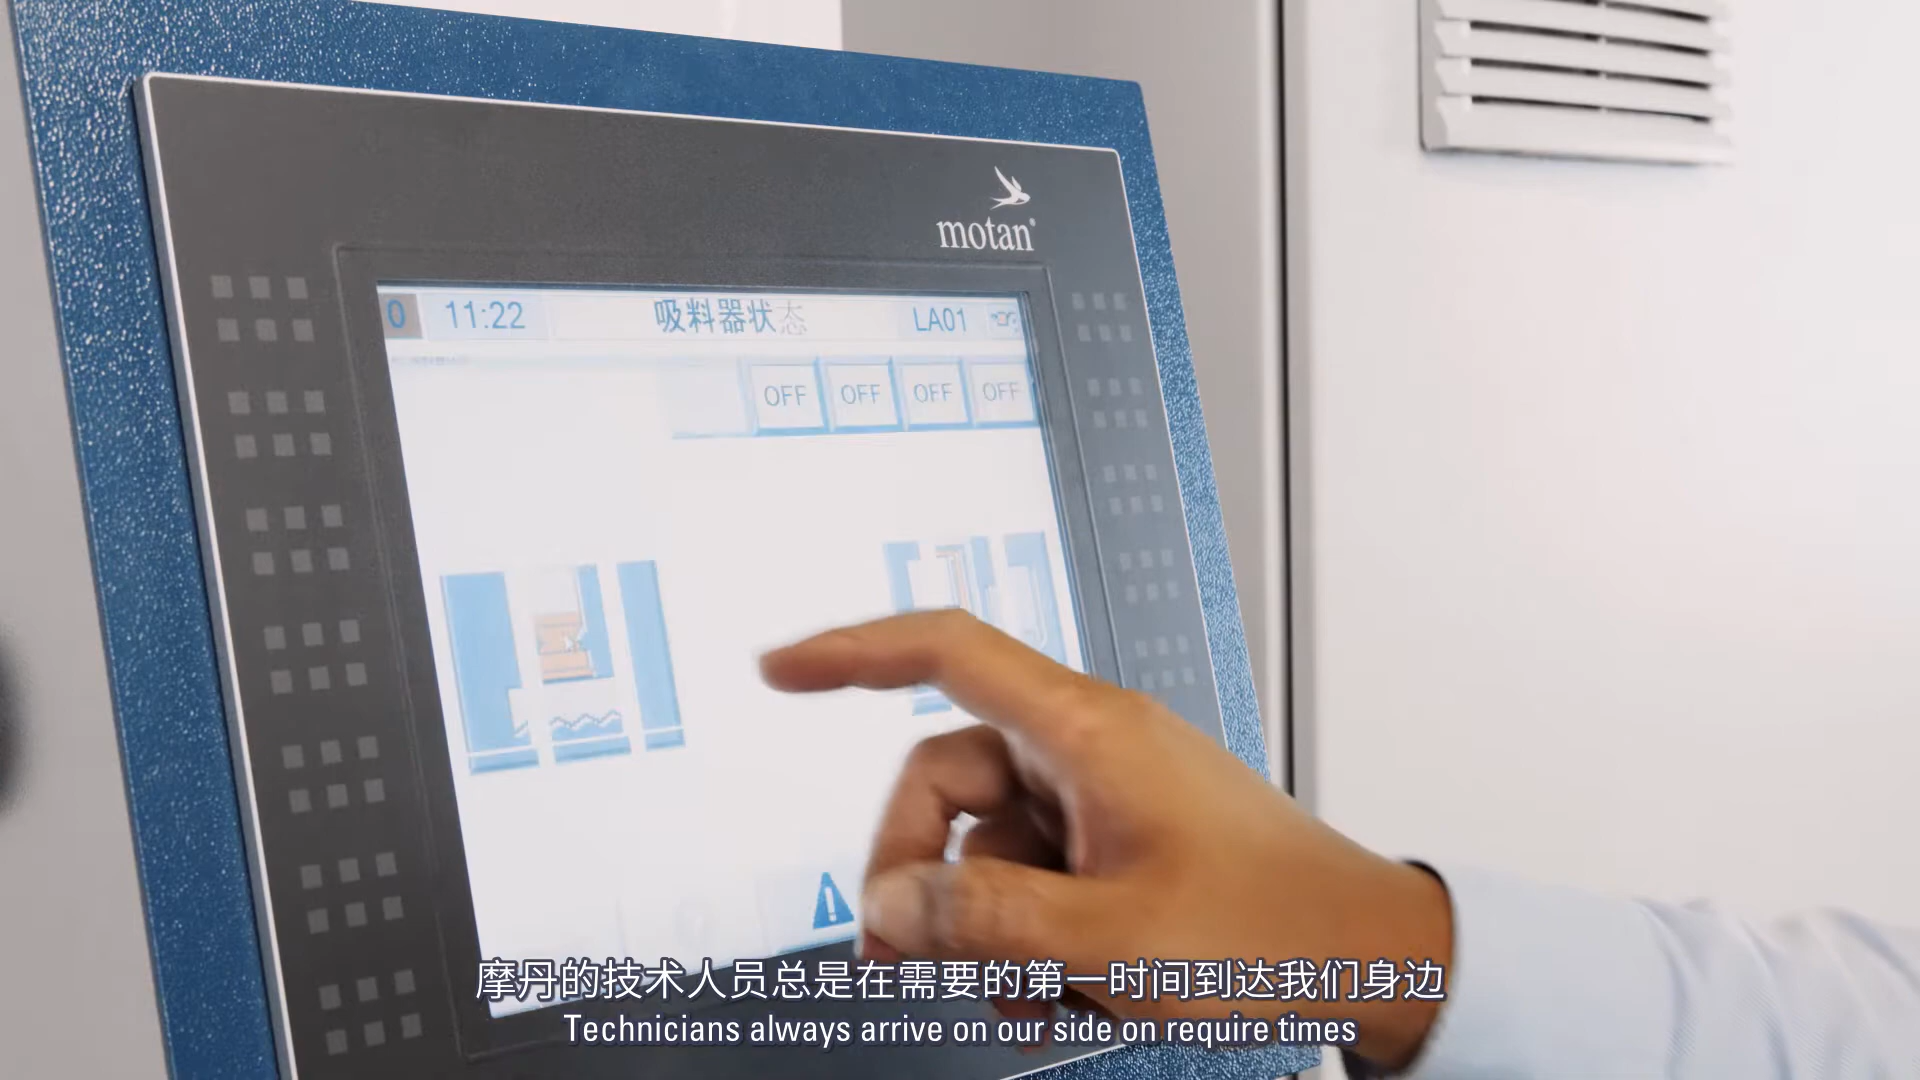 motan®
0 11:22 吸料器状态 LA01
OFF OFF OFF OFF
摩丹的技术人员总是在需要的第一时间到达我们身边
Technicians always arrive on our side on require times